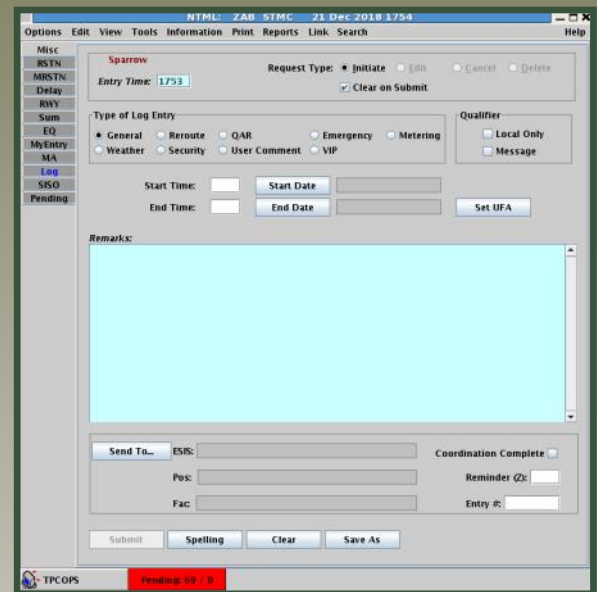 NTML: ZAB STMC 21 Dec 2018 1754
Options Edit View Tools Information Print Reports Link Search Help
Misc
RSTN
MRSTN
Delay
RWY
Sum
EQ
MyEntry
MA
Log
SISO
Pending
Sparrow
Request Type: Initiate Edit Cancel Delete
Entry Time: 1753
Clear on Submit
Type of Log Entry
General Reroute QAR Emergency Metering
Weather Security User Comment VIP
Qualifier
Local Only
Message
Start Time: Start Date
End Time: End Date Set UFA
Remarks:
Send To... ESIS: Coordination Complete
Pos: Reminder (Z):
Fac: Entry #:
Submit Spelling Clear Save As
TPCOPS Pending: 69 / 0